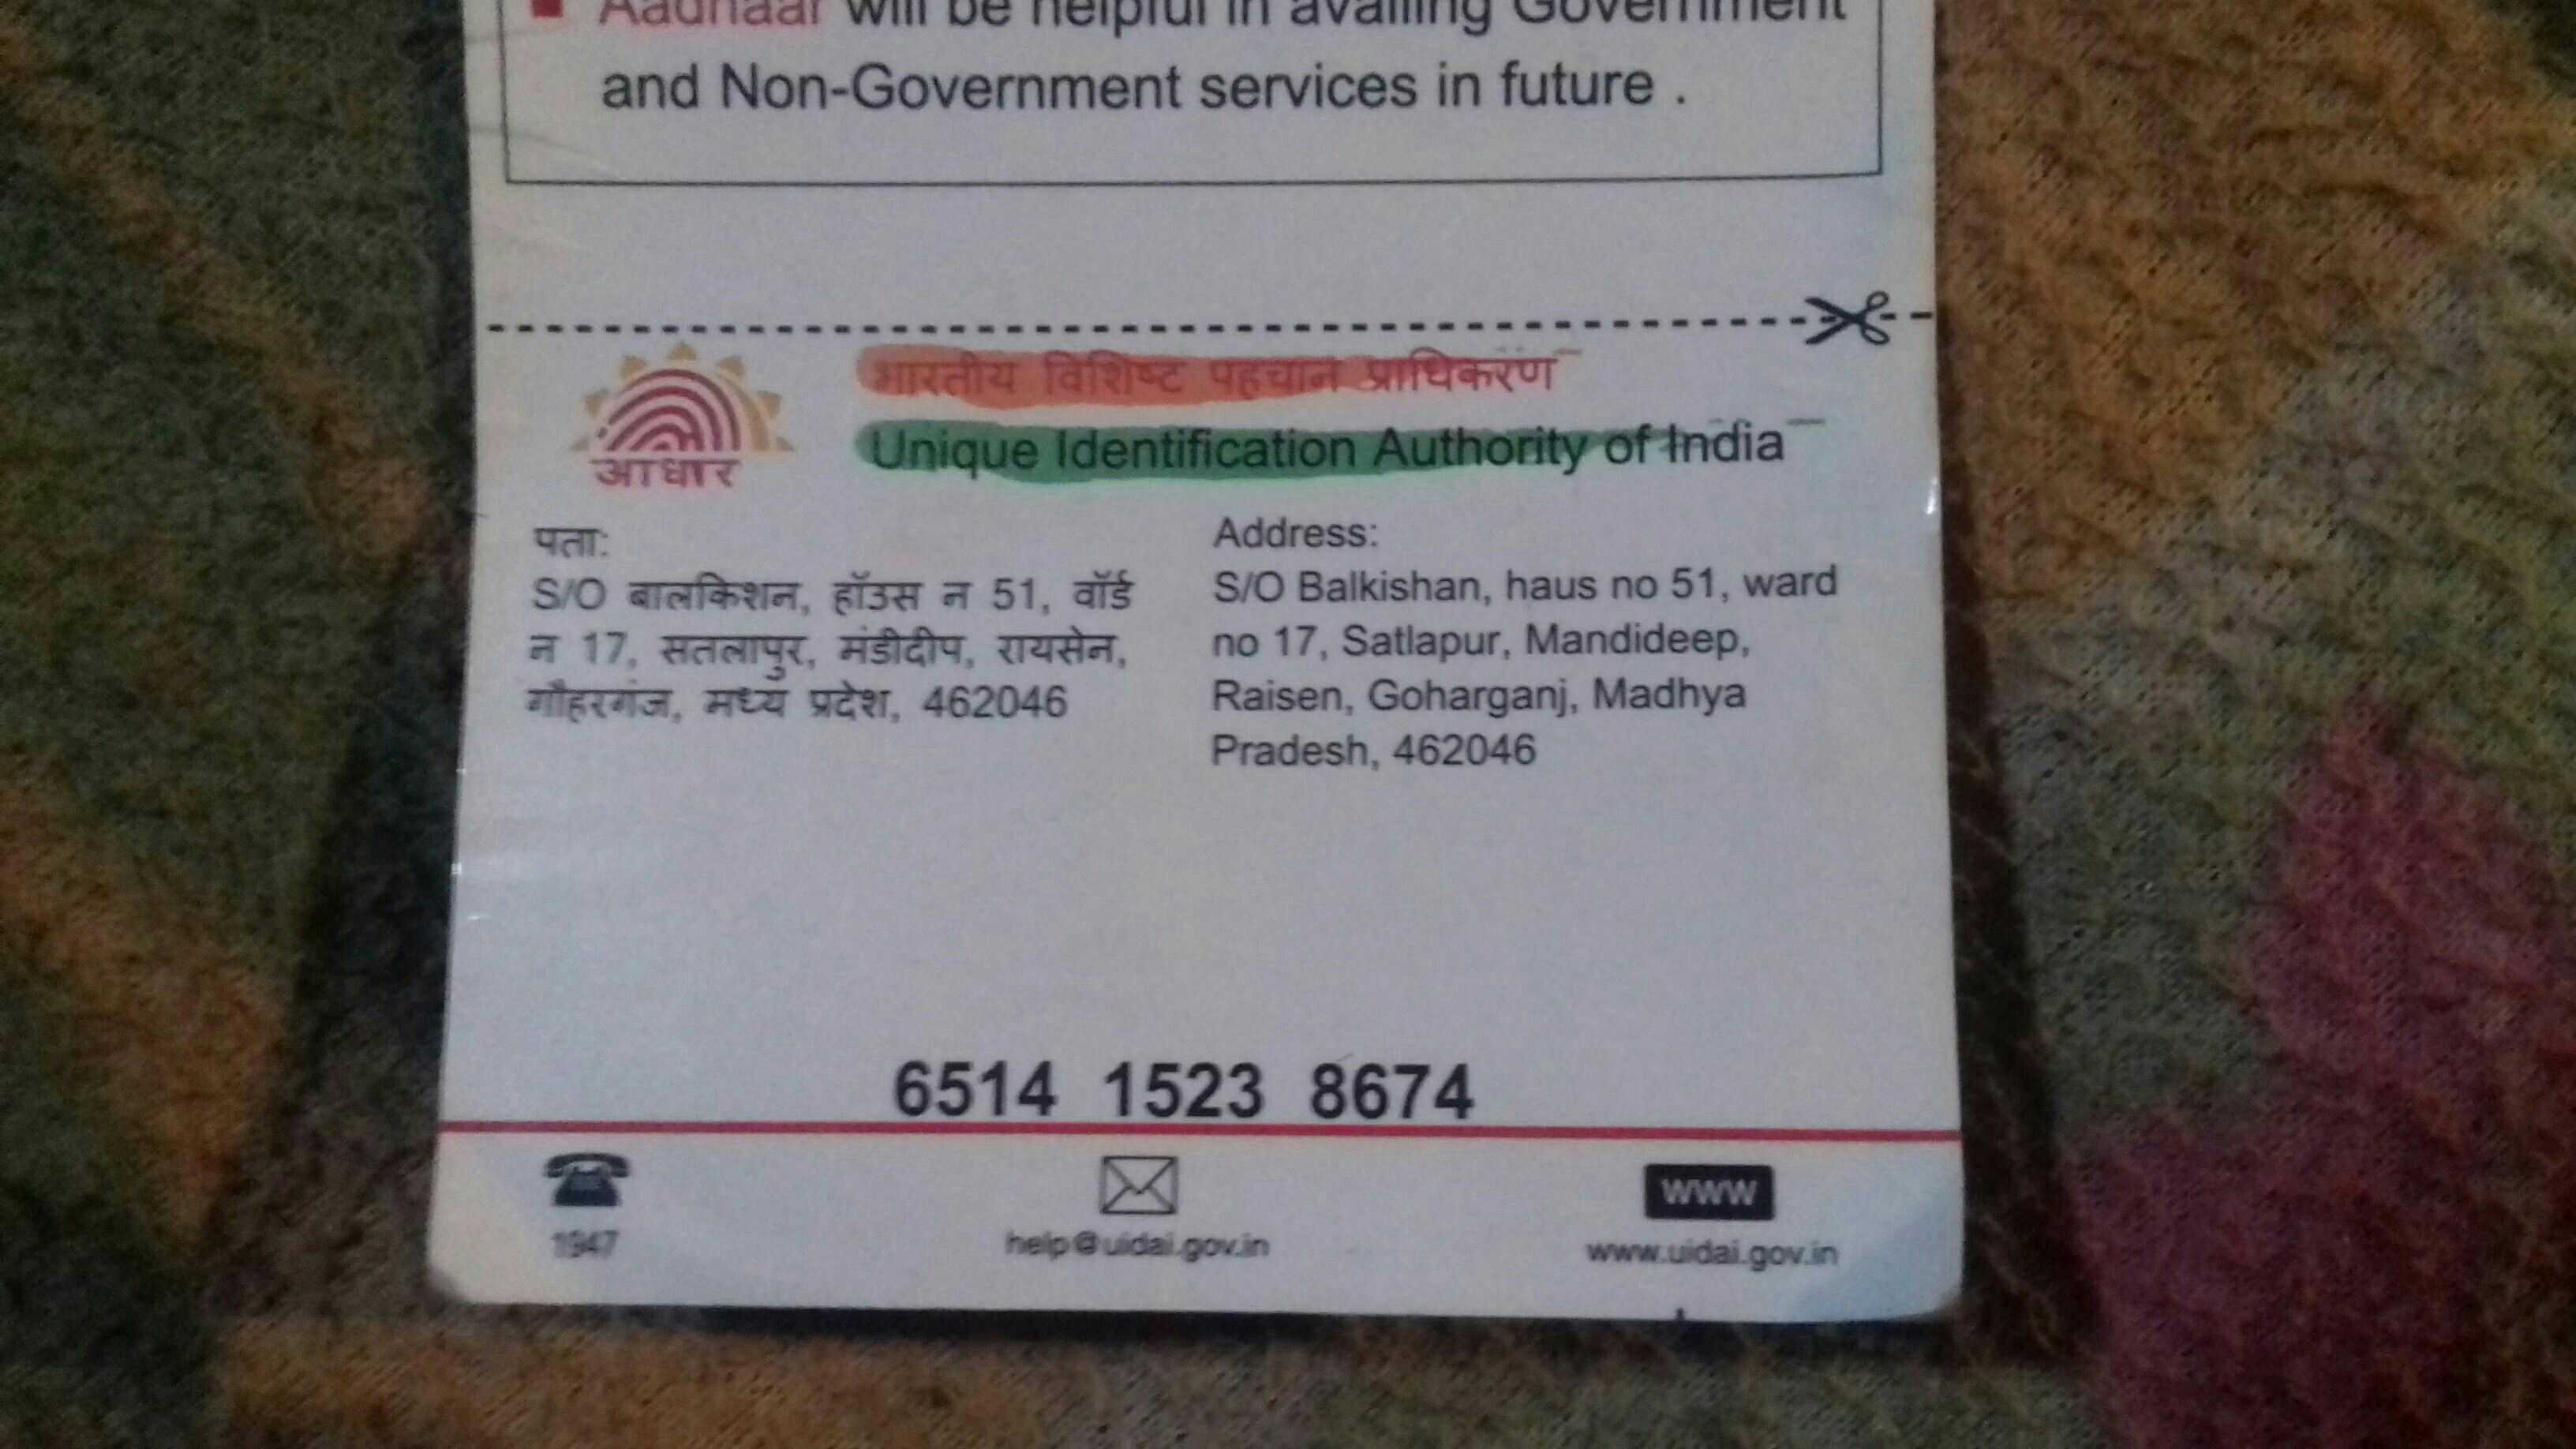 Aadhaar will be helpful in availing Government
and Non-Government services in future .
भारतीय विशिष्ट पहचान प्राधिकरण
Unique Identification Authority of India
आधार
पता:
S/O बालकिशन, हॉउस न 51, वॉर्ड
न 17, सतलापुर, मंडीदीप, रायसेन,
गौहरगंज, मध्य प्रदेश, 462046
Address:
S/O Balkishan, haus no 51, ward
no 17, Satlapur, Mandideep,
Raisen, Goharganj, Madhya
Pradesh, 462046
6514 1523 8674
1947
help@uidai.gov.in
WWW
www.uidai.gov.in